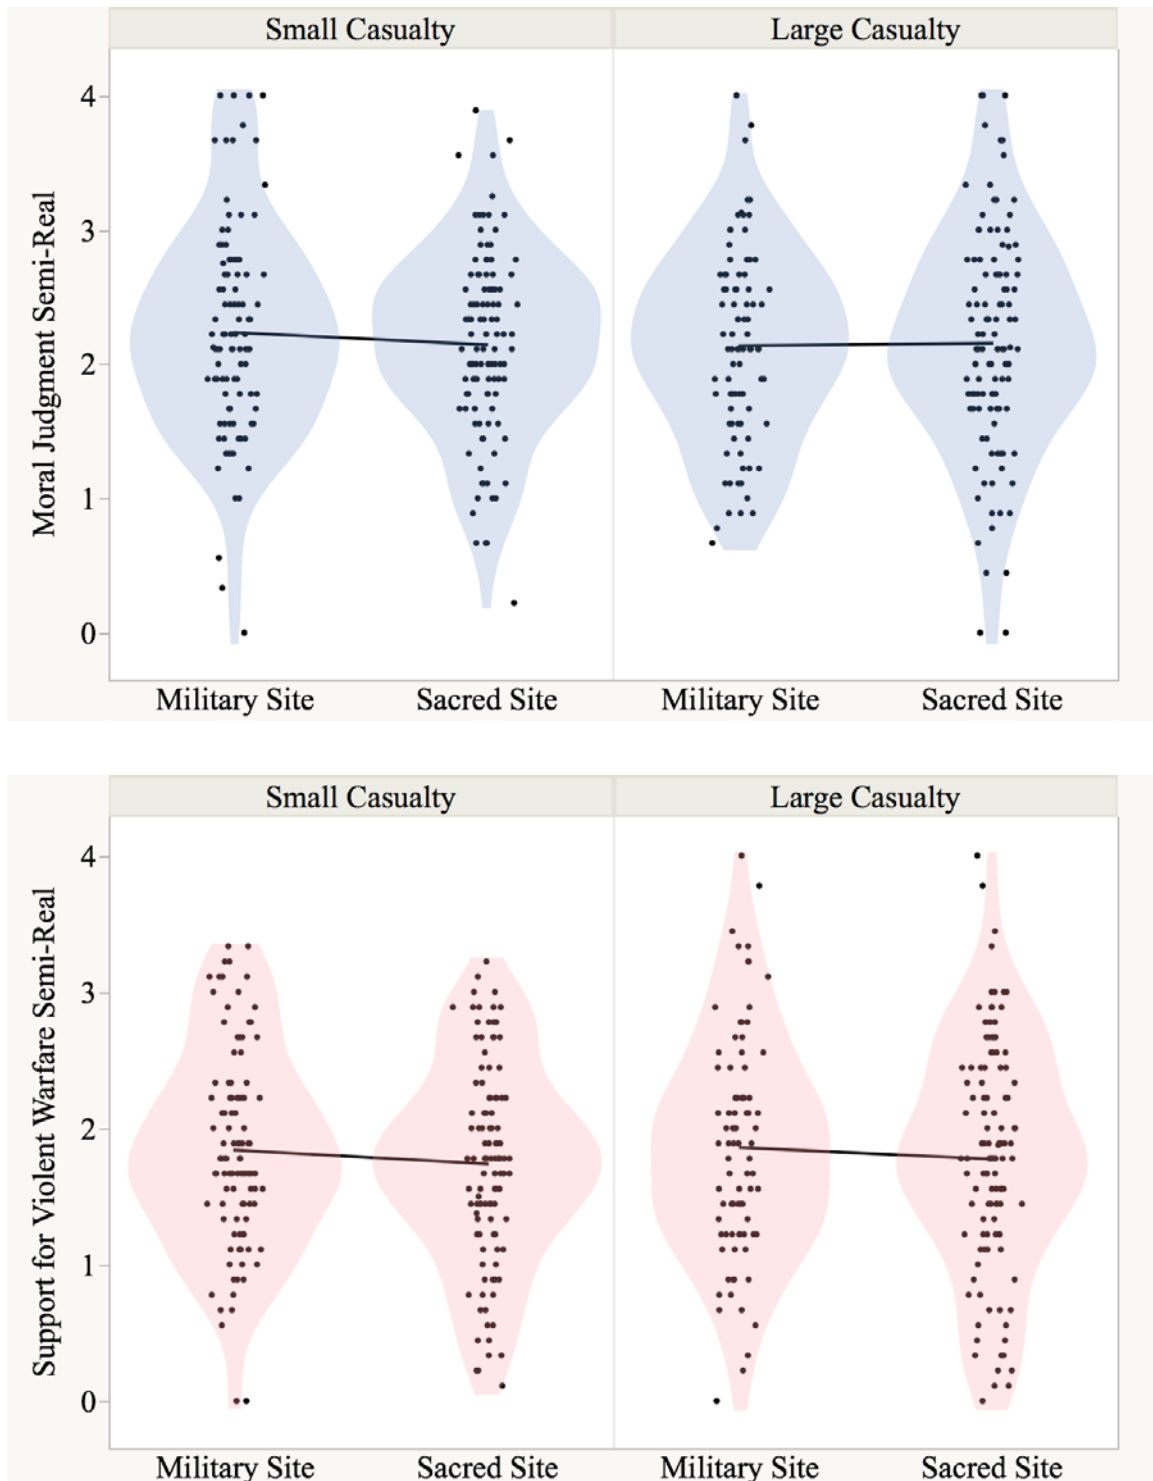 Small Casualty Large Casualty
Moral Judgment Semi-Real
4
3
2
1
0
Military Site Sacred Site Military Site Sacred Site
Small Casualty Large Casualty
Support for Violent Warfare Semi-Real
4
3
2
1
0
Military Site Sacred Site Military Site Sacred Site